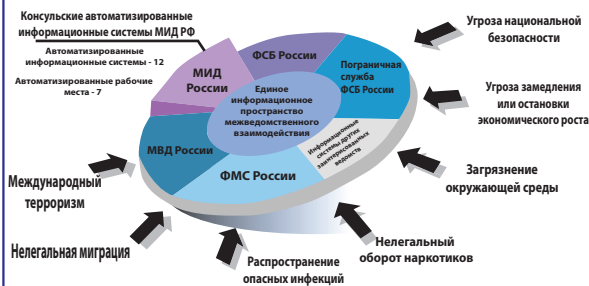 Консульские автоматизированные
информационные системы МИД РФ
Автоматизированные
информационные системы - 12
Автоматизированные рабочие
места - 7
МИД
России
ФСБ России
Пограничная
служба
ФСБ России
Единое
информационное
пространство
межведомственного
взаимодействия
Информационные
системы других
заинтерисованных
ведомств
МВД России
ФМС России
Угроза национальной
безопасности
Угроза замедления
или остановки
экономического роста
Загрязнение
окружающей среды
Нелегальный
оборот наркотиков
Распространение
опасных инфекций
Нелегальная миграция
Международный
терроризм